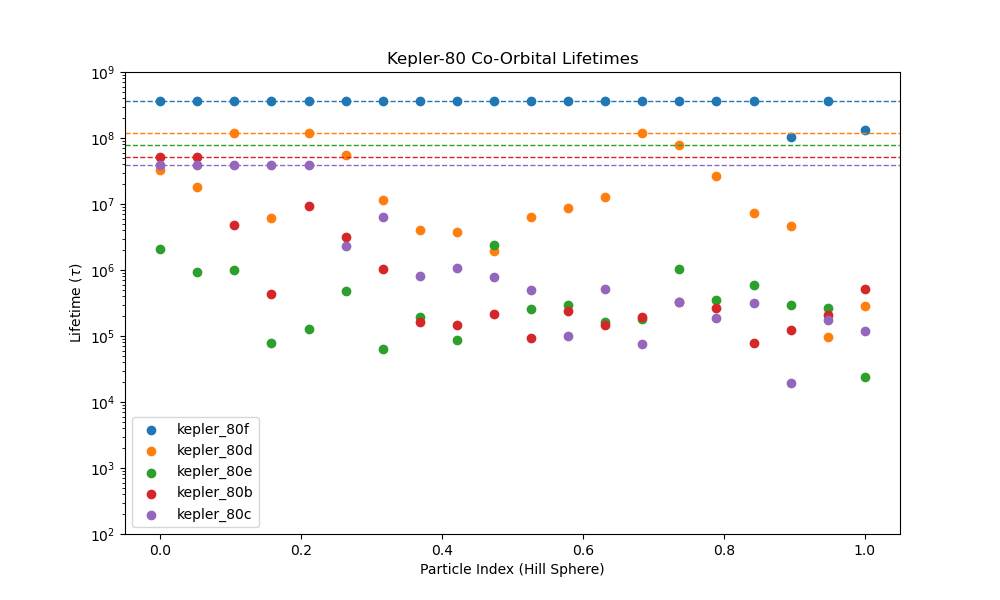 Kepler-80 Co-Orbital Lifetimes
Lifetime (τ)
10⁹
10⁸
10⁷
10⁶
10⁵
10⁴
10³
10²
kepler_80f
kepler_80d
kepler_80e
kepler_80b
kepler_80c
0.0 0.2 0.4 0.6 0.8 1.0
Particle Index (Hill Sphere)